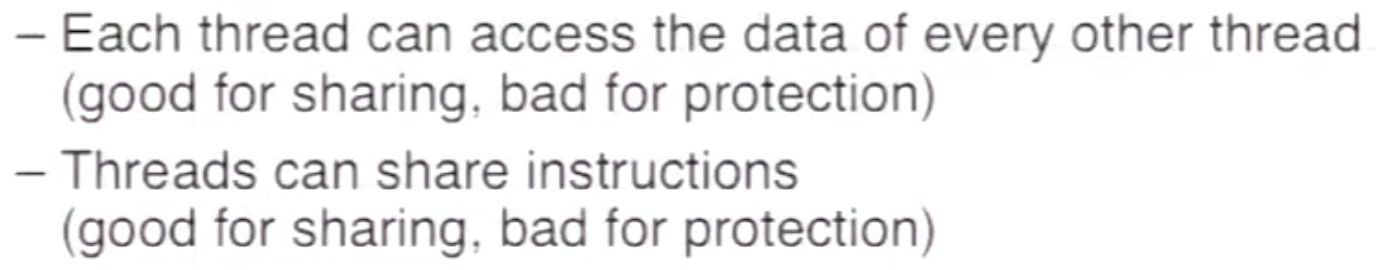 – Each thread can access the data of every other thread
(good for sharing, bad for protection)
– Threads can share instructions
(good for sharing, bad for protection)